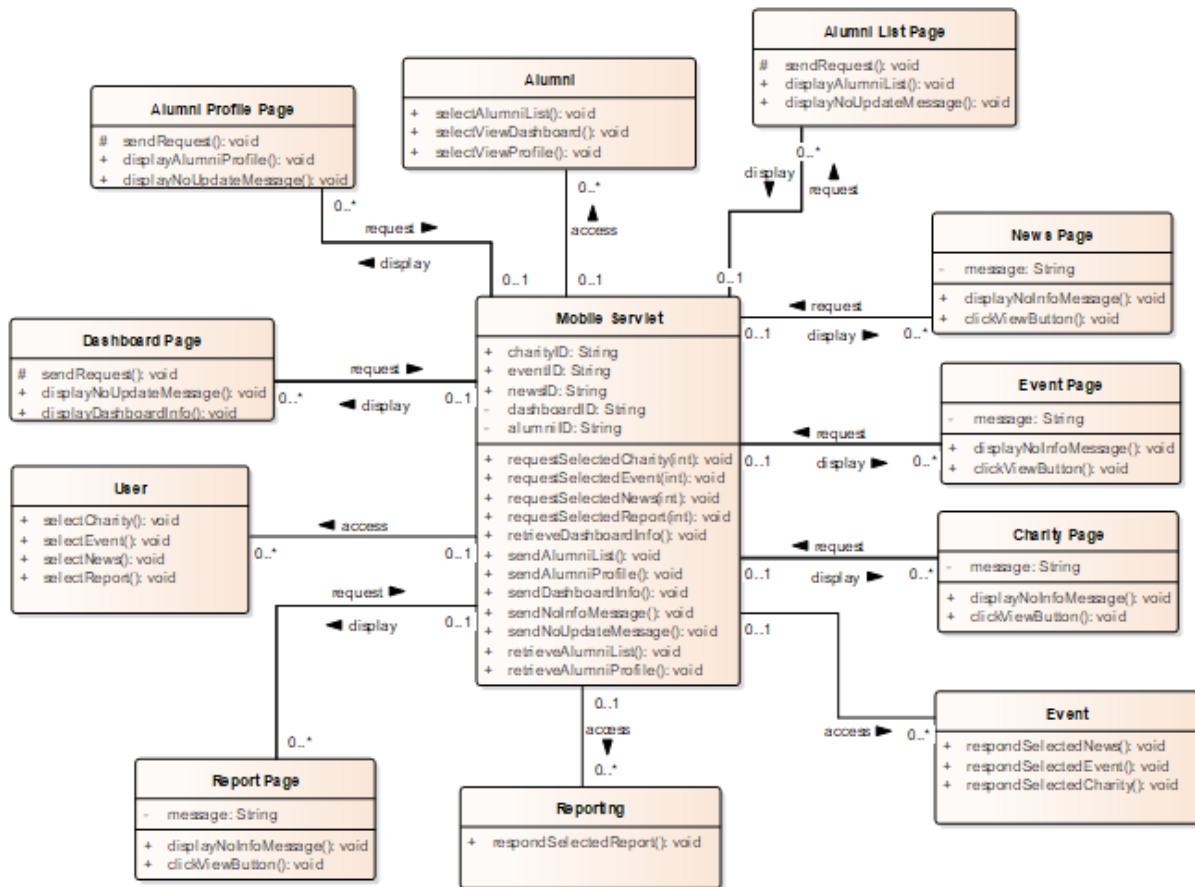 Alumni List Page
# sendRequest(): void
+ displayAlumniList(): void
+ displayNoUpdateMessage(): void
Alumni
+ selectAlumniList(): void
+ selectViewDashboard(): void
+ selectViewProfile(): void
Alumni Profile Page
# sendRequest(): void
+ displayAlumniProfile(): void
+ displayNoUpdateMessage(): void
0..*
request
display
0..1
0..*
access
0..1
0..*
display
request
0..1
News Page
- message: String
+ displayNoInfoMessage(): void
+ clickViewButton(): void
request
0..1
display
0..*
Dashboard Page
# sendRequest(): void
+ displayNoUpdateMessage(): void
+ displayDashboardInfo(): void
request
0..*
display
0..1
Mobile Servlet
+ charityID: String
+ eventID: String
+ newsID: String
- dashboardID: String
- alumniID: String
+ requestSelectedCharity(int): void
+ requestSelectedEvent(int): void
+ requestSelectedNews(int): void
+ requestSelectedReport(int): void
+ retrieveDashboardInfo(): void
+ sendAlumniList(): void
+ sendAlumniProfile(): void
+ sendDashboardInfo(): void
+ sendNoInfoMessage(): void
+ sendNoUpdateMessage(): void
+ retrieveAlumniList(): void
+ retrieveAlumniProfile(): void
Event Page
- message: String
+ displayNoInfoMessage(): void
+ clickViewButton(): void
request
0..1
display
0..*
User
+ selectCharity(): void
+ selectEvent(): void
+ selectNews(): void
+ selectReport(): void
access
0..*
0..1
Charity Page
- message: String
+ displayNoInfoMessage(): void
+ clickViewButton(): void
request
0..1
display
0..*
request
display
0..1
0..*
Report Page
- message: String
+ displayNoInfoMessage(): void
+ clickViewButton(): void
0..1
access
0..*
Reporting
+ respondSelectedReport(): void
0..1
access
0..*
Event
+ respondSelectedNews(): void
+ respondSelectedEvent(): void
+ respondSelectedCharity(): void